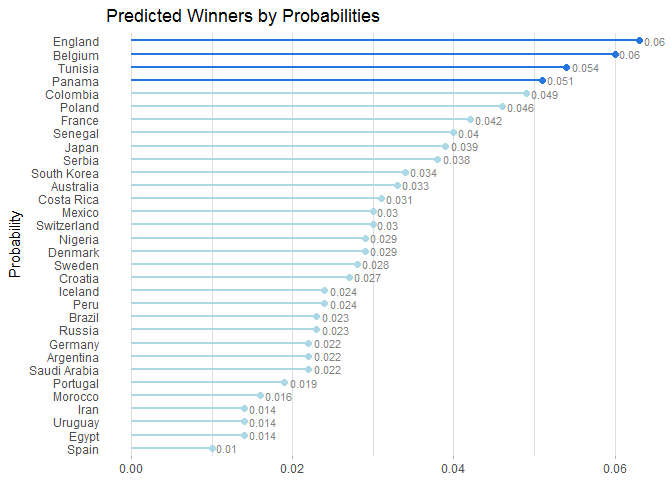 Predicted Winners by Probabilities
Probability
England 0.06
Belgium 0.06
Tunisia 0.054
Panama 0.051
Colombia 0.049
Poland 0.046
France 0.042
Senegal 0.04
Japan 0.039
Serbia 0.038
South Korea 0.034
Australia 0.033
Costa Rica 0.031
Mexico 0.03
Switzerland 0.03
Nigeria 0.029
Denmark 0.029
Sweden 0.028
Croatia 0.027
Iceland 0.024
Peru 0.024
Brazil 0.023
Russia 0.023
Germany 0.022
Argentina 0.022
Saudi Arabia 0.022
Portugal 0.019
Morocco 0.016
Iran 0.014
Uruguay 0.014
Egypt 0.014
Spain 0.01
0.00 0.02 0.04 0.06